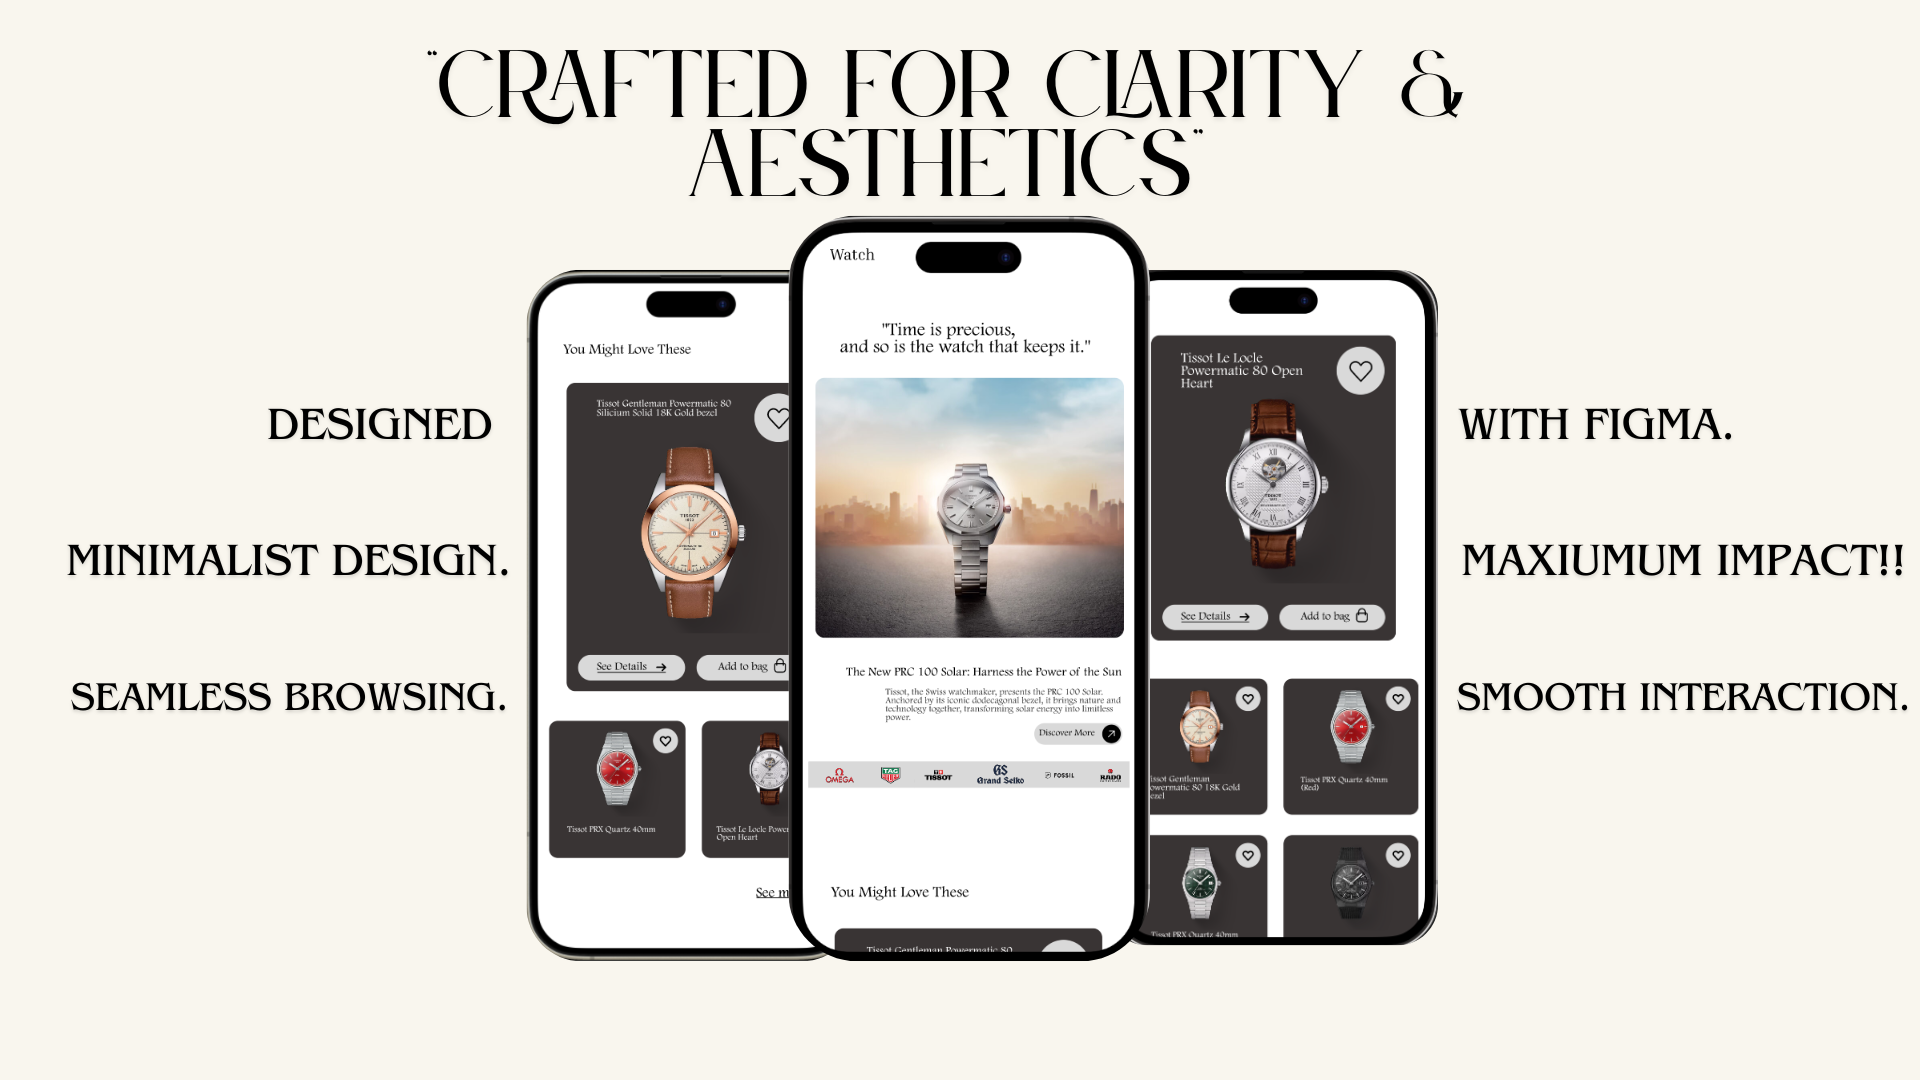 "CRAFTED FOR CLARITY &
AESTHETICS"
DESIGNED
WITH FIGMA.
MINIMALIST DESIGN.
MAXIUMUM IMPACT!!
SEAMLESS BROWSING.
SMOOTH INTERACTION.
You Might Love These
Tissot Gentleman Powermatic 80
Silicium Solid 18K Gold bezel
TISSOT
See Details
Add to bag
Tissot PRX Quartz 40mm
Tissot Le Locle Power
Open Heart
See m
Watch
"Time is precious,
and so is the watch that keeps it."
The New PRC 100 Solar: Harness the Power of the Sun
Tissot, the Swiss watchmaker, presents the PRC 100 Solar.
Anchored by its iconic dodecagonal bezel, it brings nature and
technology together, transforming solar energy into limitless
power.
Discover More
OMEGA
TAG
HEUER
TISSOT
GS
Grand Seiko
FOSSIL
RADO
You Might Love These
Tissot Gentleman Powermatic 80
Tissot Le Locle
Powermatic 80 Open
Heart
TISSOT
See Details
Add to bag
issot Gentleman
owermatic 80 18K Gold
ezel
Tissot PRX Quartz 40mm
(Red)
Tissot PRX Quartz 40mm